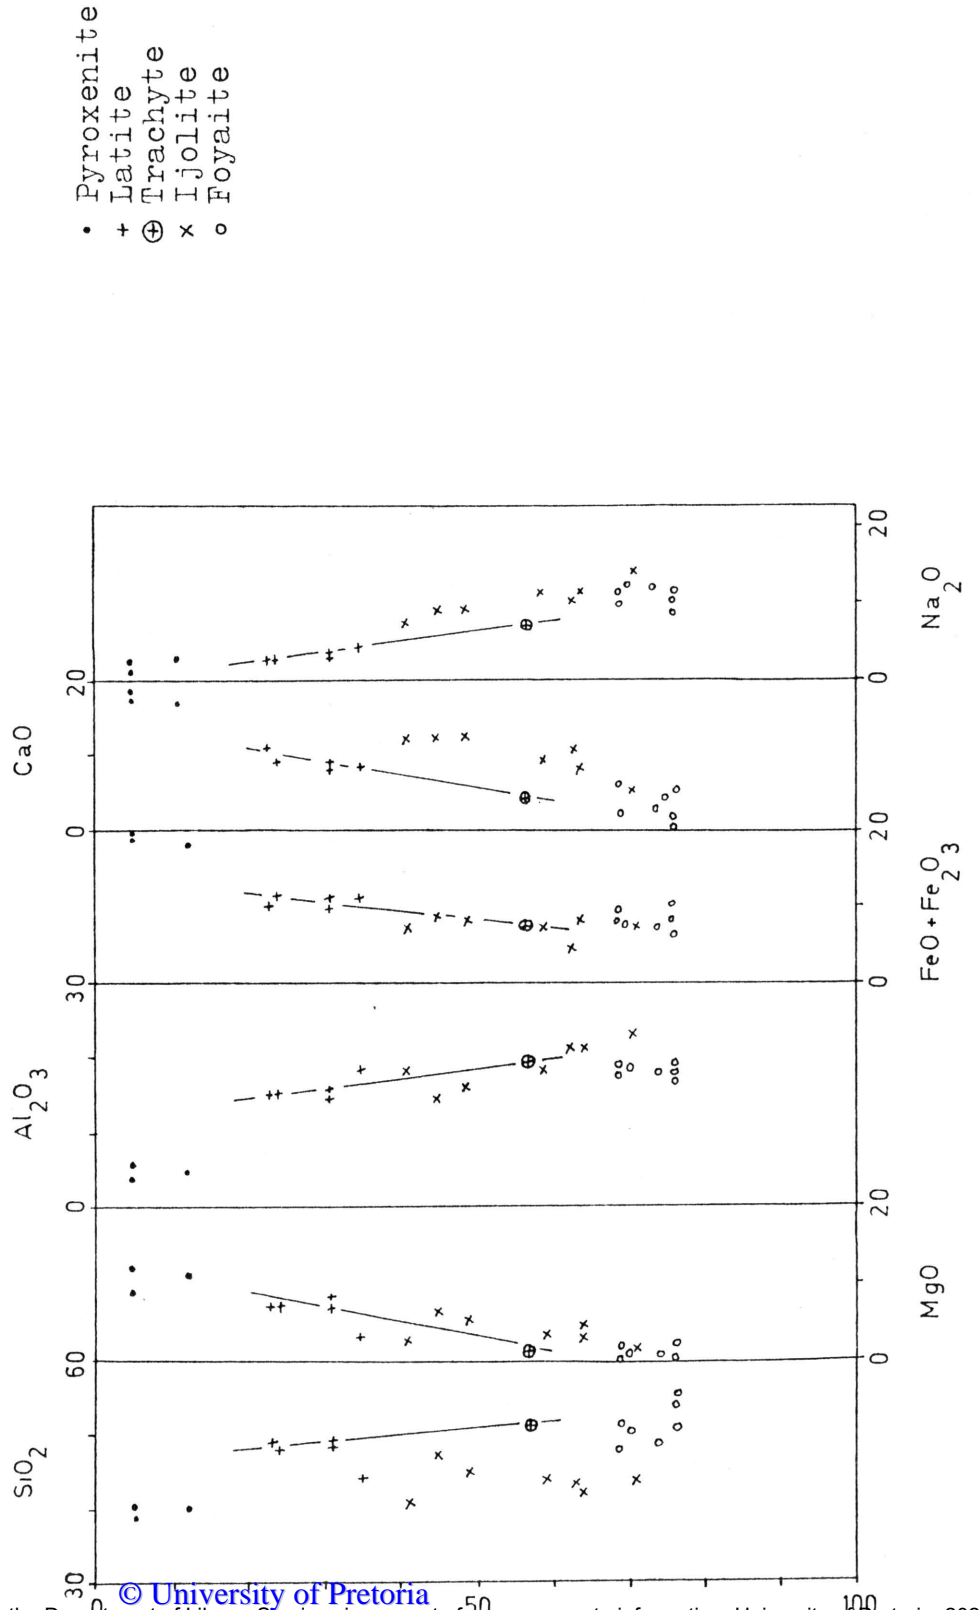 • Pyroxenite
+ Latite
⊕ Trachyte
x Ijolite
o Foyaite
20
Na2O
0
20
CaO
0
20
FeO+Fe2O3
0
30
Al2O3
0
20
MgO
0
60
SiO2
30
0
50
100
© University of Pretoria